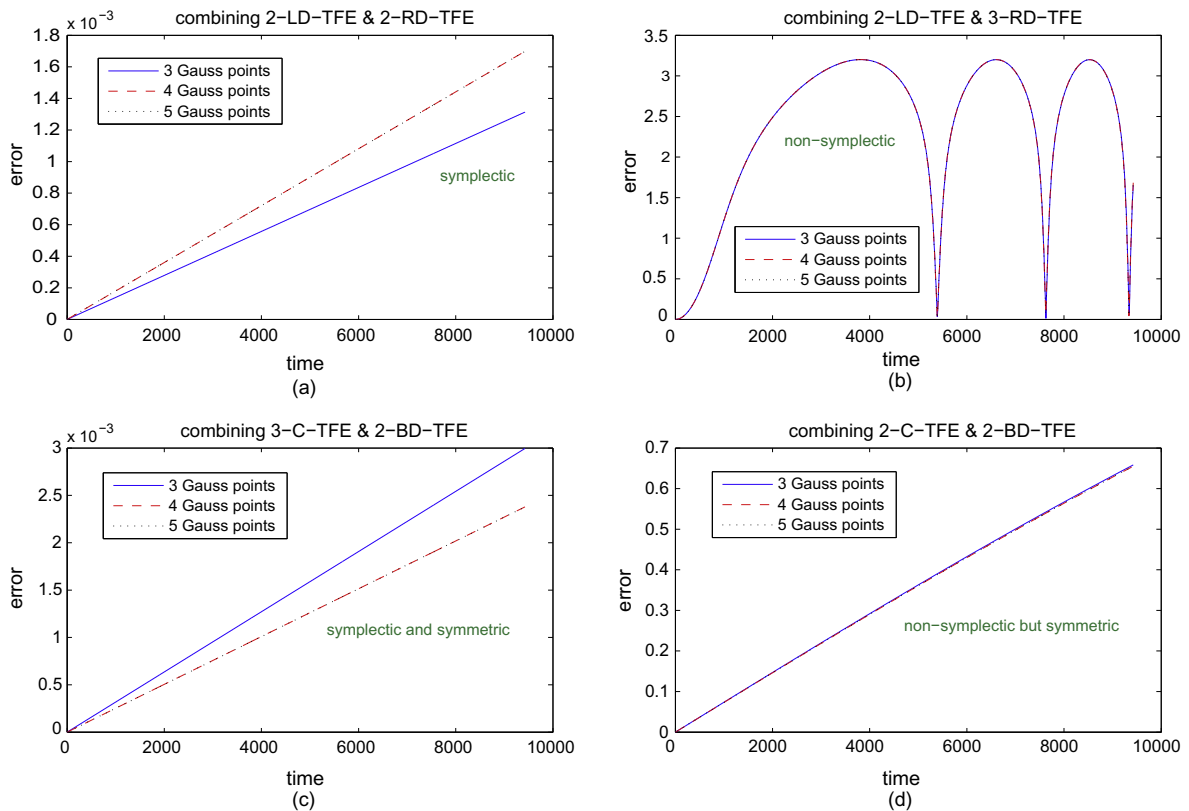 combining 2−LD−TFE & 2−RD−TFE
x 10−3
1.8
1.6
1.4
1.2
1
0.8
0.6
0.4
0.2
0
error
3 Gauss points
4 Gauss points
5 Gauss points
symplectic
0 2000 4000 6000 8000 10000
time
(a)
combining 2−LD−TFE & 3−RD−TFE
3.5
3
2.5
2
1.5
1
0.5
0
error
non−symplectic
3 Gauss points
4 Gauss points
5 Gauss points
0 2000 4000 6000 8000 10000
time
(b)
combining 3−C−TFE & 2−BD−TFE
x 10−3
3
2.5
2
1.5
1
0.5
0
error
3 Gauss points
4 Gauss points
5 Gauss points
symplectic and symmetric
0 2000 4000 6000 8000 10000
time
(c)
combining 2−C−TFE & 2−BD−TFE
0.7
0.6
0.5
0.4
0.3
0.2
0.1
0
error
3 Gauss points
4 Gauss points
5 Gauss points
non−symplectic but symmetric
0 2000 4000 6000 8000 10000
time
(d)